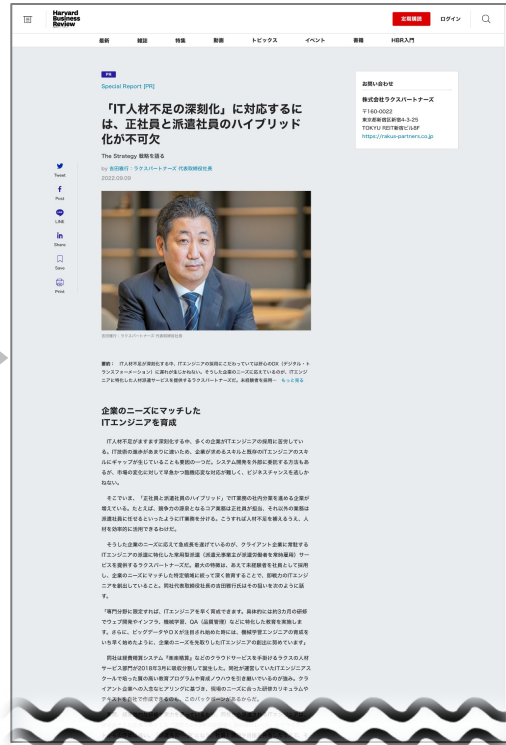 Harvard
Business
Review
定期購読
ログイン
最新
雑誌
特集
動画
トピックス
イベント
書籍
HBR入門
PR
Special Report [PR]
「IT人材不足の深刻化」に対応するに
は、正社員と派遣社員のハイブリッド
化が不可欠
The Strategy 戦略を語る
by 吉田雅行：ラクスパートナーズ 代表取締役社長
2022.09.09
お問い合わせ
株式会社ラクスパートナーズ
〒160-0022
東京都新宿区新宿4-3-25
TOKYU REIT新宿ビル8F
https://rakus-partners.co.jp
Tweet
Post
LINE
in
Share
Save
Print
吉田雅行：ラクスパートナーズ 代表取締役社長
要約： IT人材不足が深刻化する中、ITエンジニアの採用にこだわっていては肝心のDX（デジタル・ト
ランスフォーメーション）に遅れが生じかねない。そうした企業のニーズに応えているのが、ITエンジ
ニアに特化した人材派遣サービスを提供するラクスパートナーズだ。未経験者を採用… もっと見る
企業のニーズにマッチした
ITエンジニアを育成
IT人材不足がますます深刻化する中、多くの企業がITエンジニアの採用に苦労してい
る。IT技術の進歩があまりに速いため、企業が求めるスキルと既存のITエンジニアのスキ
ルにギャップが生じていることも要因の一つだ。システム開発を外部に委託する方法もあ
るが、市場の変化に対して早急かつ臨機応変な対応が難しく、ビジネスチャンスを逃しか
ねない。
そこでいま、「正社員と派遣社員のハイブリッド」でIT業務の社内分業を進める企業が
増えている。たとえば、競争力の源泉となるコア業務は正社員が担当、それ以外の業務は
派遣社員に任せるといったようにIT業務を分ける。こうすれば人材不足を補えるうえ、人
材を効率的に活用できるわけだ。
そうした企業のニーズに応えて急成長を遂げているのが、クライアント企業に常駐する
ITエンジニアの派遣に特化した常用型派遣（派遣元事業主が派遣労働者を常時雇用）サー
ビスを提供するラクスパートナーズだ。最大の特徴は、あえて未経験者を社員として採用
し、企業のニーズにマッチした特定領域に絞って深く教育することで、即戦力のITエンジ
ニアを創出していること。同社代表取締役社長の吉田雅行氏はその狙いを次のように話
す。
「専門分野に限定すれば、ITエンジニアを早く育成できます。具体的には約3カ月の研修
でウェブ開発やインフラ、機械学習、QA（品質管理）などに特化した教育を実施しま
す。さらに、ビッグデータやDXが注目され始めた時には、機械学習エンジニアの育成を
いち早く始めたように、企業のニーズを先取りしたITエンジニアの創出に努めています」
同社は経費精算システム『楽楽精算』などのクラウドサービスを手掛けるラクスの人材
サービス部門が2018年3月に吸収分割して誕生した。同社が運営していたITエンジニアス
クールで培った質の高い教育プログラムや育成ノウハウを引き継いでいるのが強み。クラ
イアント企業への入念なヒアリングに基づき、現場のニーズに合った研修カリキュラムや
テキストを自社で作成できるのも、このバックボーンがあるからだ。